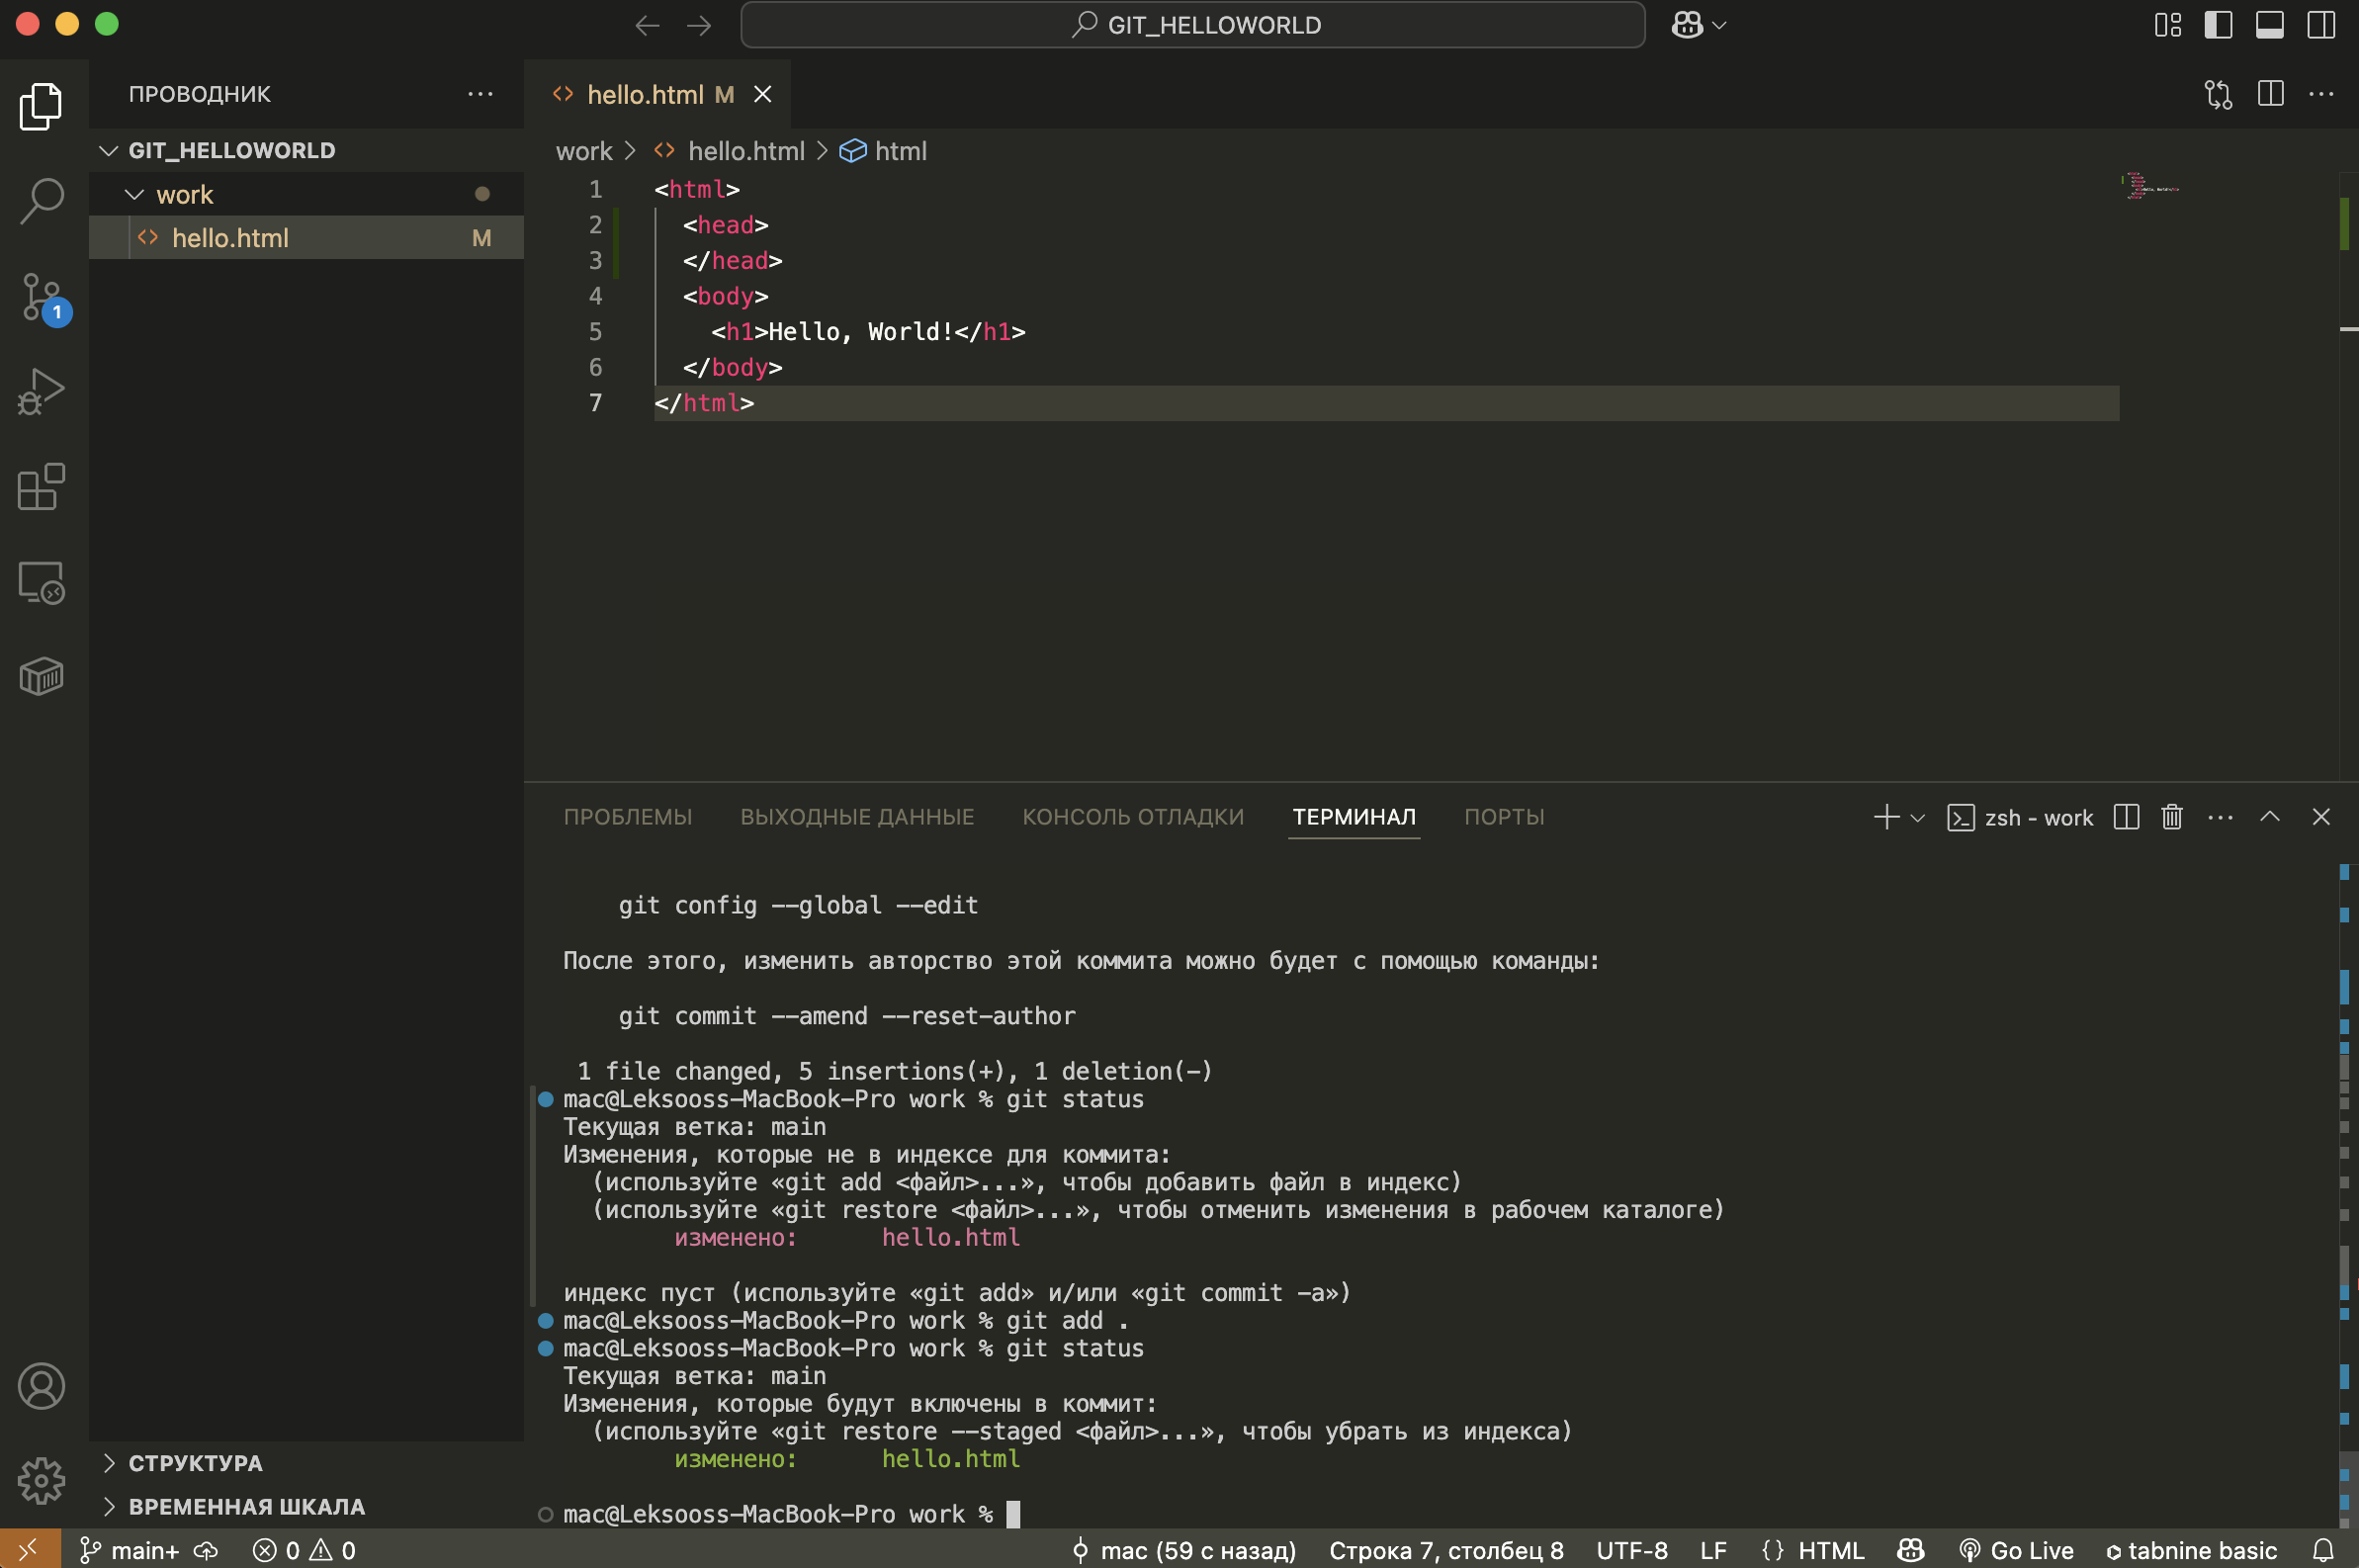 GIT_HELLOWORLD
ПРОВОДНИК
GIT_HELLOWORLD
work
hello.html M
1
hello.html M
work > hello.html > html
1 <html>
2 <head>
3 </head>
4 <body>
5 <h1>Hello, World!</h1>
6 </body>
7 </html>
ПРОБЛЕМЫ ВЫХОДНЫЕ ДАННЫЕ КОНСОЛЬ ОТЛАДКИ ТЕРМИНАЛ ПОРТЫ zsh - work
git config --global --edit
После этого, изменить авторство этой коммита можно будет с помощью команды:
git commit --amend --reset-author
1 file changed, 5 insertions(+), 1 deletion(-)
mac@Leksooss-MacBook-Pro work % git status
Текущая ветка: main
Изменения, которые не в индексе для коммита:
(используйте «git add <файл>...», чтобы добавить файл в индекс)
(используйте «git restore <файл>...», чтобы отменить изменения в рабочем каталоге)
изменено: hello.html
индекс пуст (используйте «git add» и/или «git commit -a»)
mac@Leksooss-MacBook-Pro work % git add .
mac@Leksooss-MacBook-Pro work % git status
Текущая ветка: main
Изменения, которые будут включены в коммит:
(используйте «git restore --staged <файл>...», чтобы убрать из индекса)
изменено: hello.html
mac@Leksooss-MacBook-Pro work %
СТРУКТУРА
ВРЕМЕННАЯ ШКАЛА
main+ 0 0 mac (59 с назад) Строка 7, столбец 8 UTF-8 LF {} HTML Go Live tabnine basic